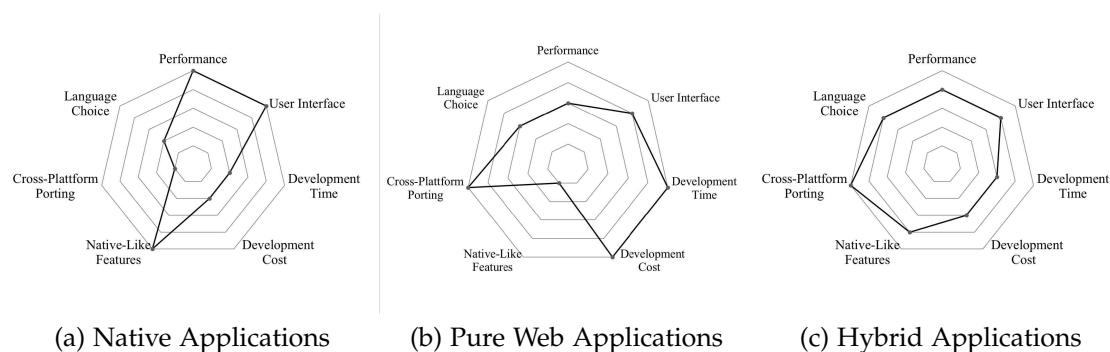 Performance
User Interface
Development
Time
Development
Cost
Native-Like
Features
Cross-Plattform
Porting
Language
Choice
(a) Native Applications
Performance
User Interface
Development
Time
Development
Cost
Native-Like
Features
Cross-Plattform
Porting
Language
Choice
(b) Pure Web Applications
Performance
User Interface
Development
Time
Development
Cost
Native-Like
Features
Cross-Plattform
Porting
Language
Choice
(c) Hybrid Applications